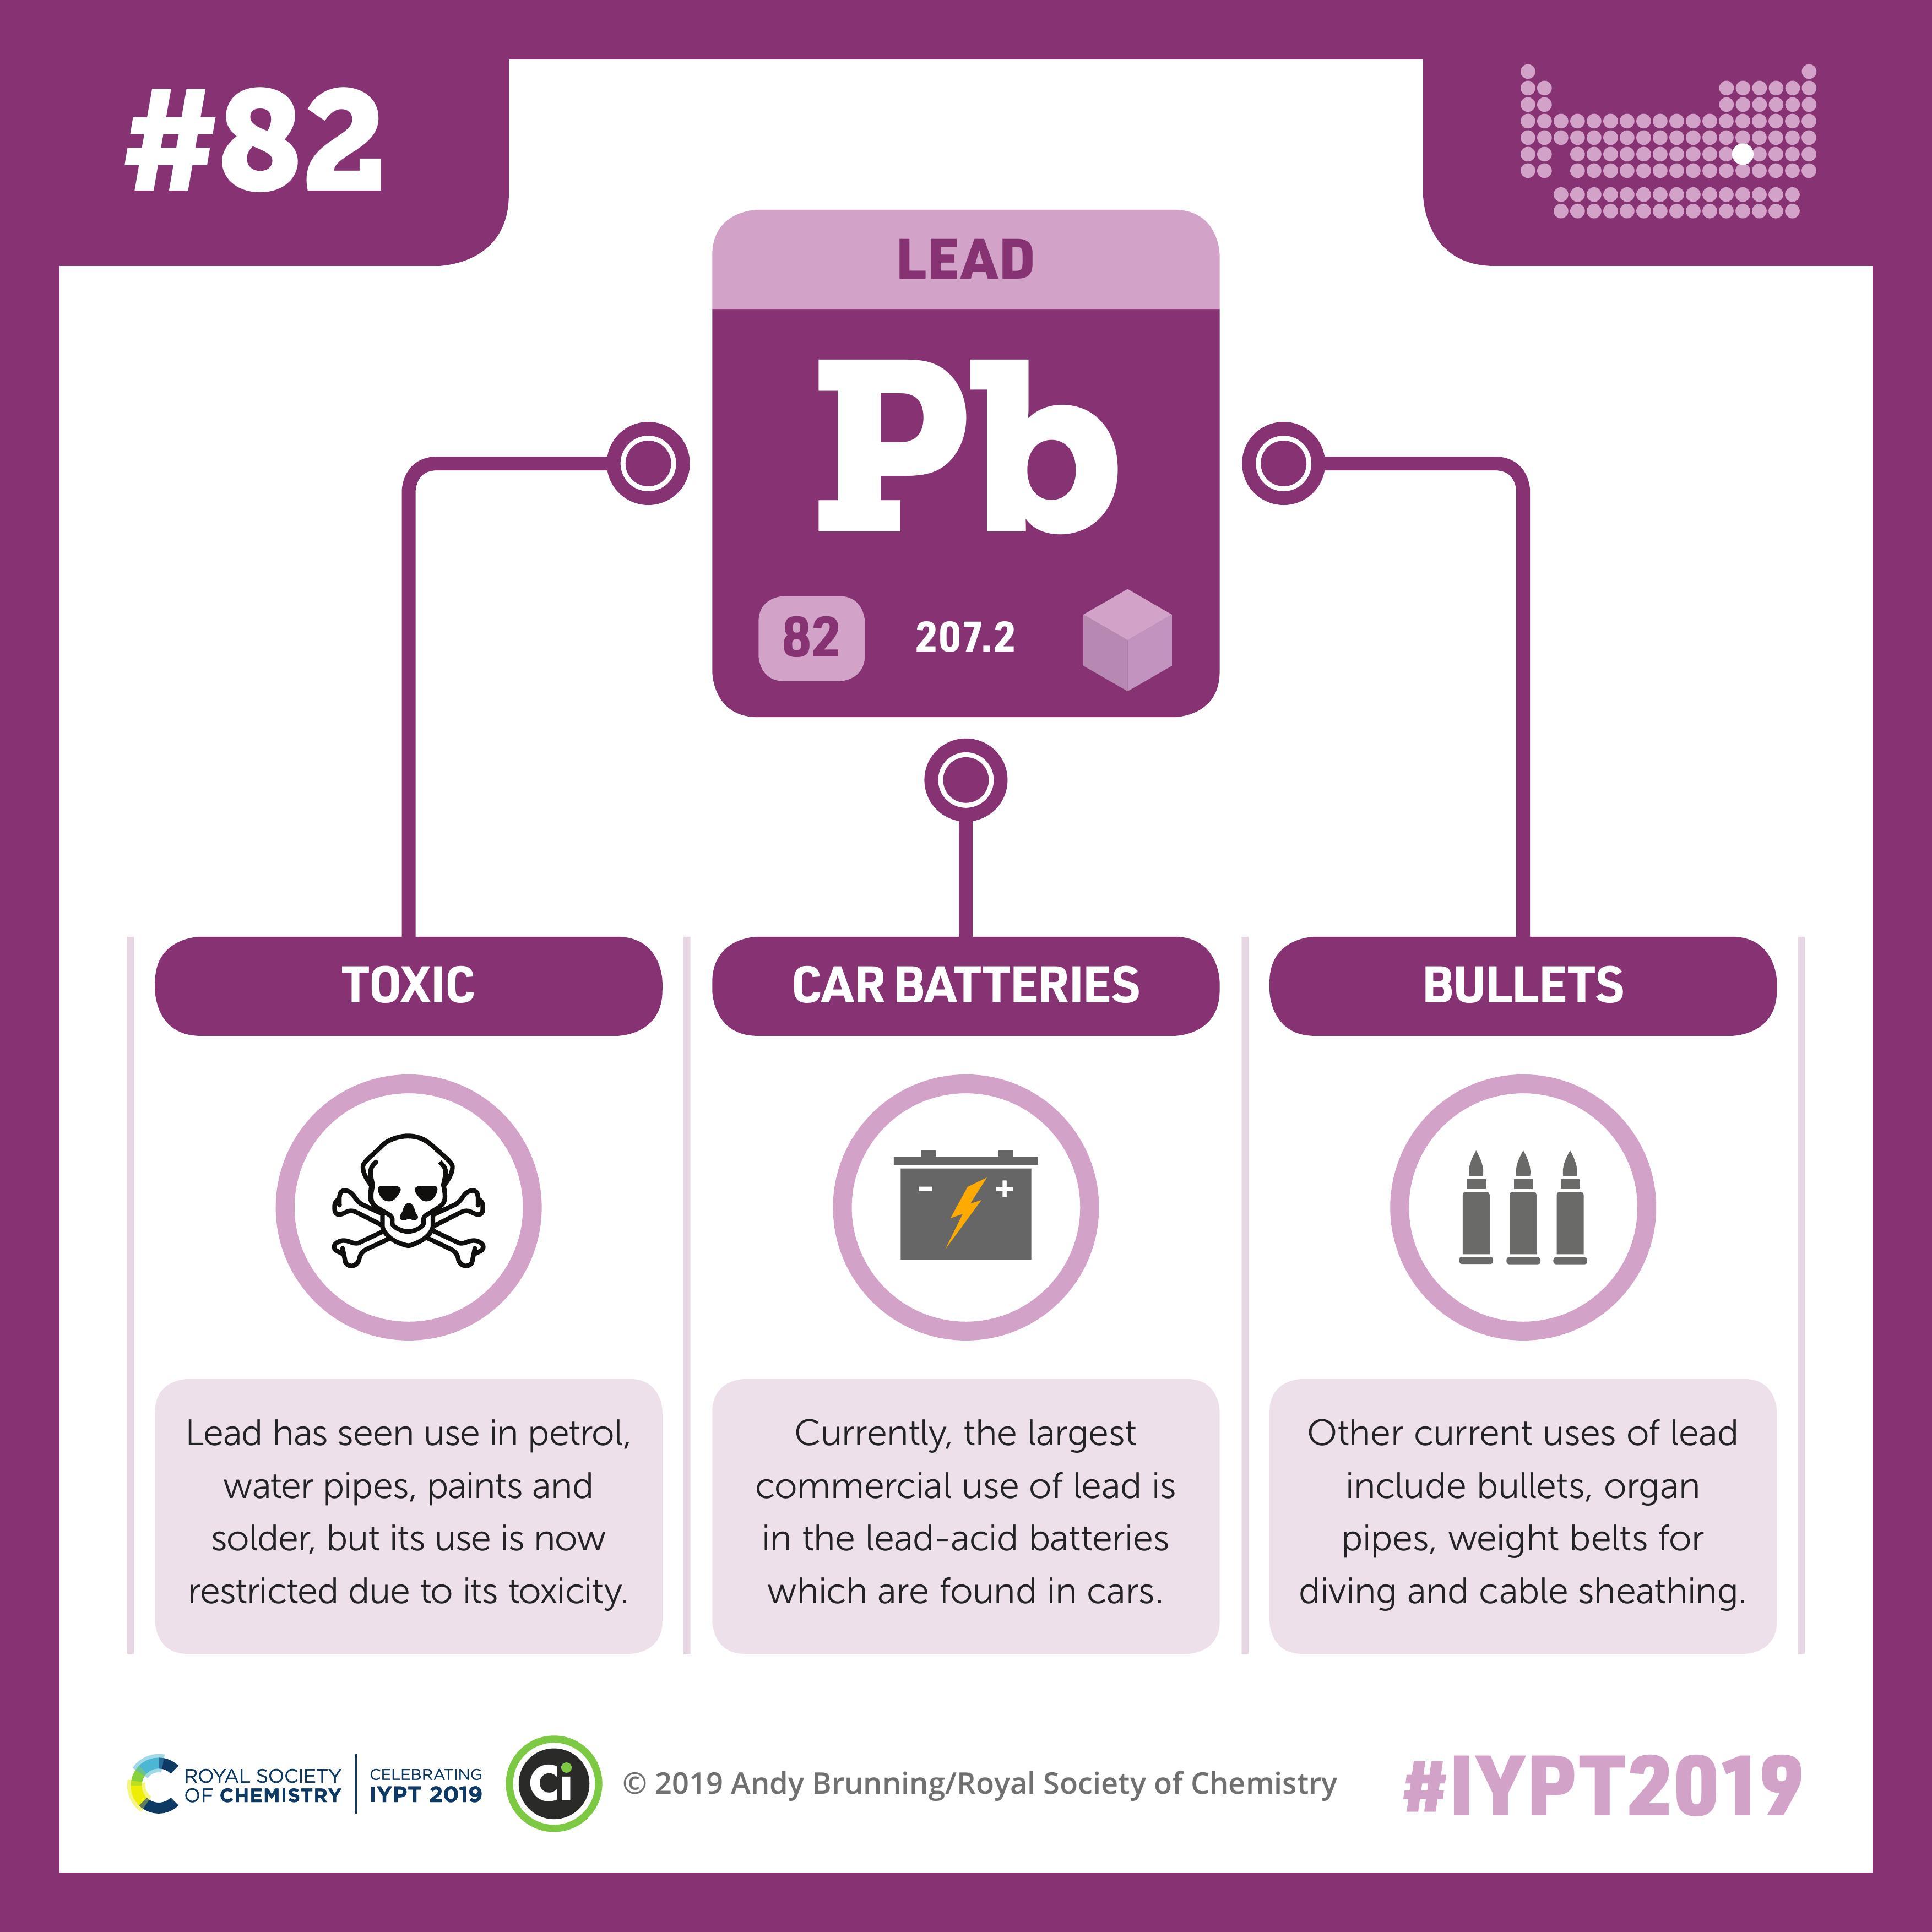 #82
LEAD
Pb
82
207.2
TOXIC
CAR BATTERIES
BULLETS
- +
Lead has seen use in petrol,
water pipes, paints and
solder, but its use is now
restricted due to its toxicity.
Currently, the largest
commercial use of lead is
in the lead-acid batteries
which are found in cars.
Other current uses of lead
include bullets, organ
pipes, weight belts for
diving and cable sheathing.
ROYAL SOCIETY
OF CHEMISTRY
CELEBRATING
IYPT 2019
Ci
© 2019 Andy Brunning/Royal Society of Chemistry
#IYPT2019